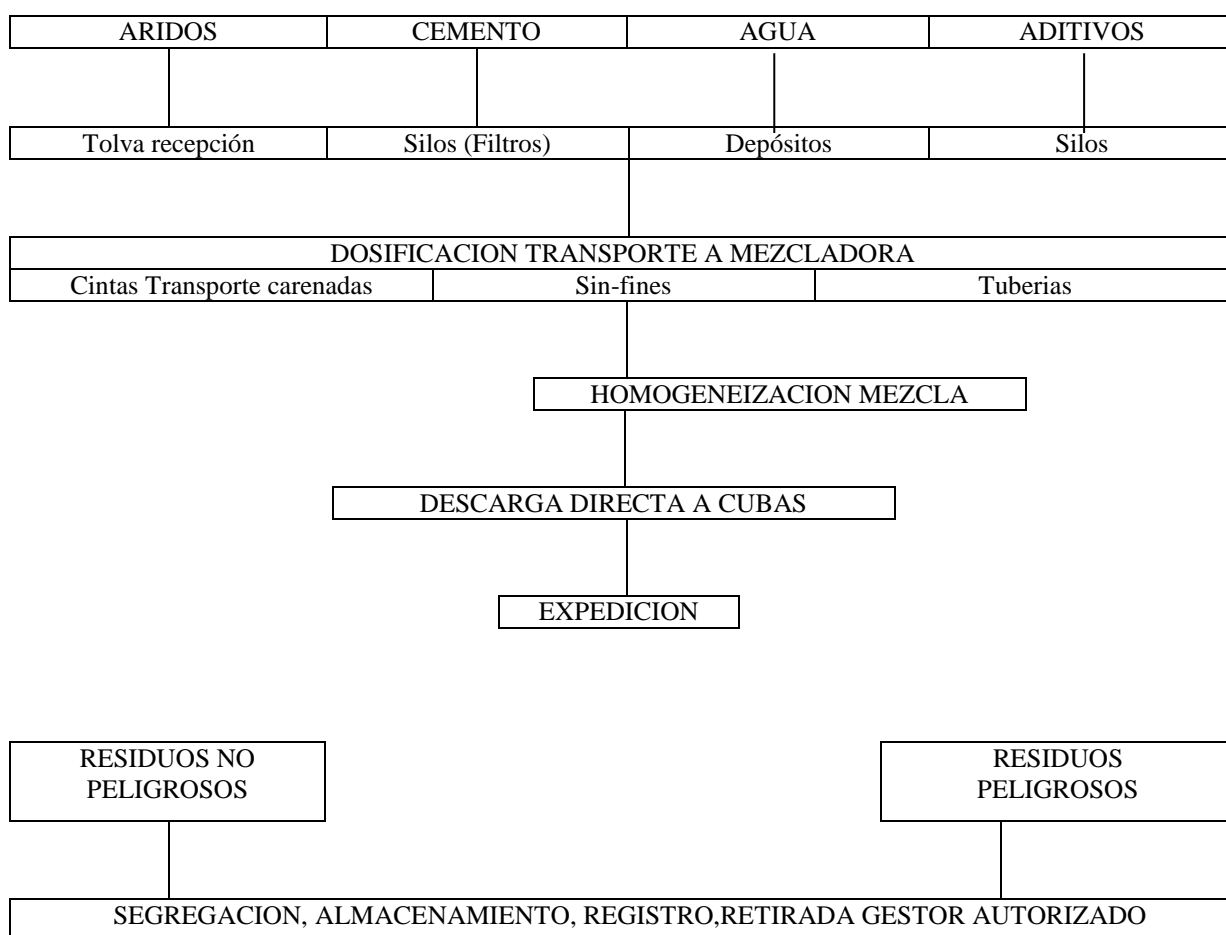 ARIDOS CEMENTO AGUA ADITIVOS
Tolva recepción Silos (Filtros) Depósitos Silos
DOSIFICACION TRANSPORTE A MEZCLADORA
Cintas Transporte carenadas Sin-fines Tuberias
HOMOGENEIZACION MEZCLA
DESCARGA DIRECTA A CUBAS
EXPEDICION
RESIDUOS NO
PELIGROSOS
RESIDUOS
PELIGROSOS
SEGREGACION, ALMACENAMIENTO, REGISTRO,RETIRADA GESTOR AUTORIZADO